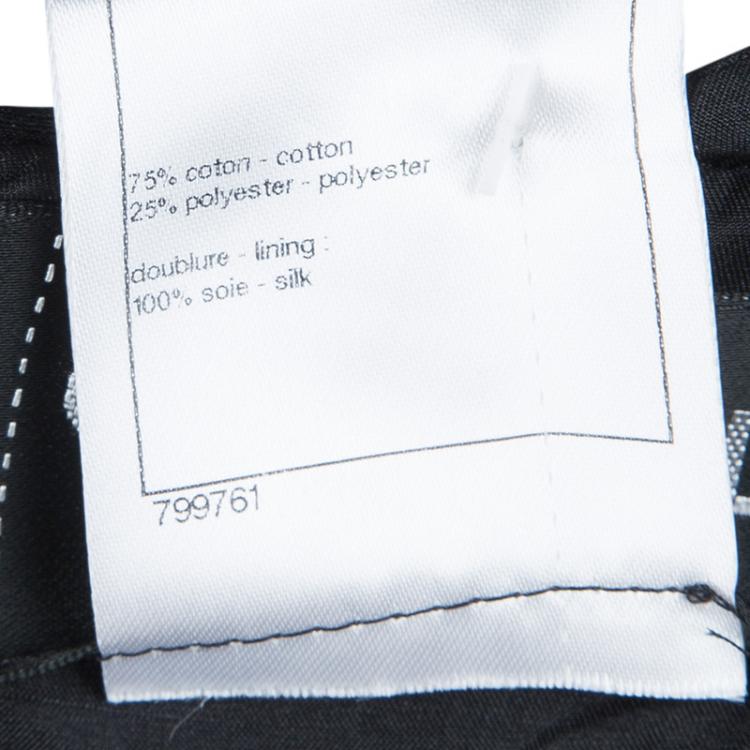 75% coton - cotton
25% polyester - polyester
doublure - lining :
100% soie - silk
799761